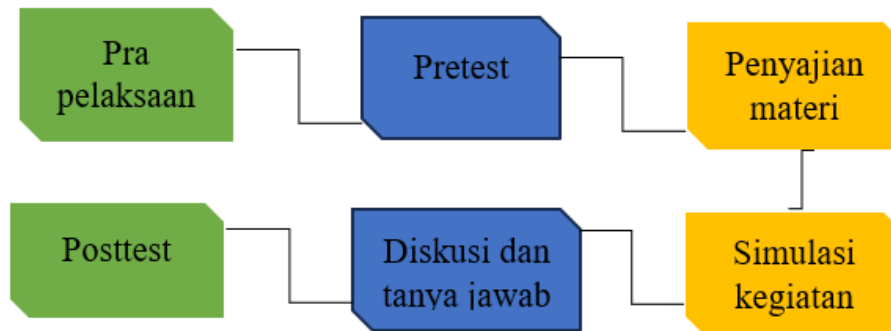 Pra
pelaksaan
Pretest
Penyajian
materi
Posttest
Diskusi dan
tanya jawab
Simulasi
kegiatan